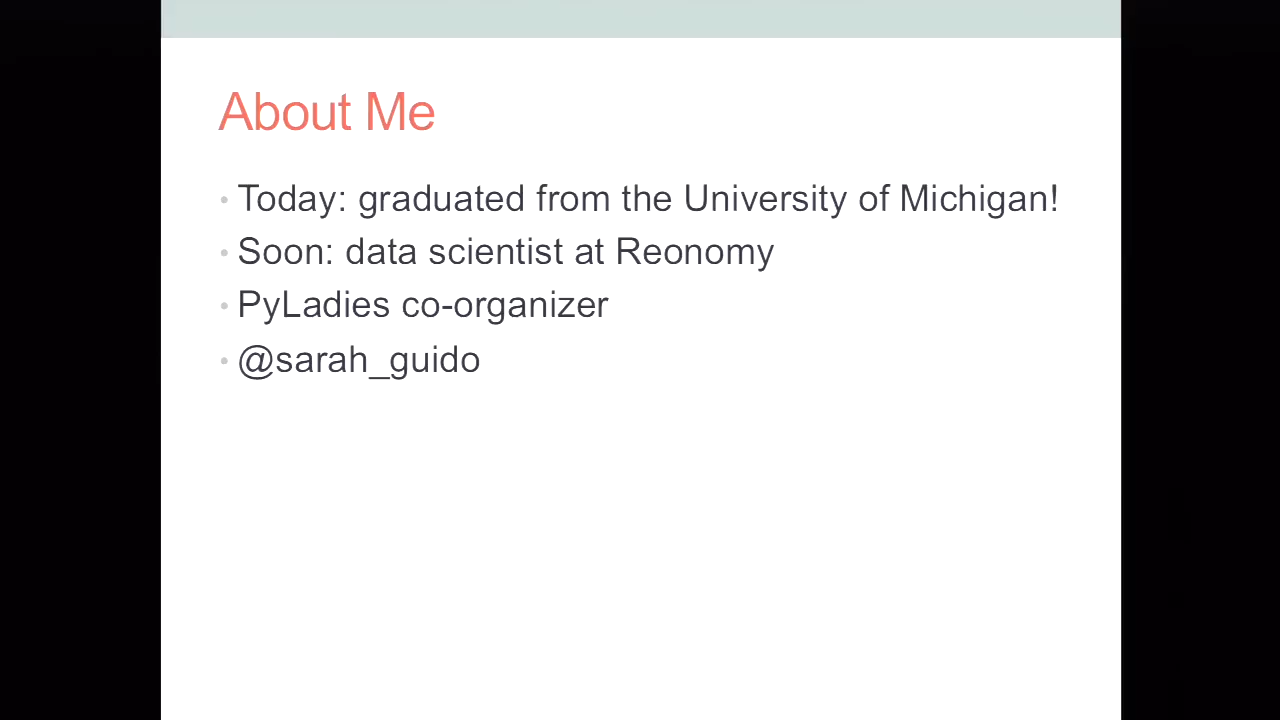 About Me
• Today: graduated from the University of Michigan!
• Soon: data scientist at Reonomy
• PyLadies co-organizer
• @sarah_guido